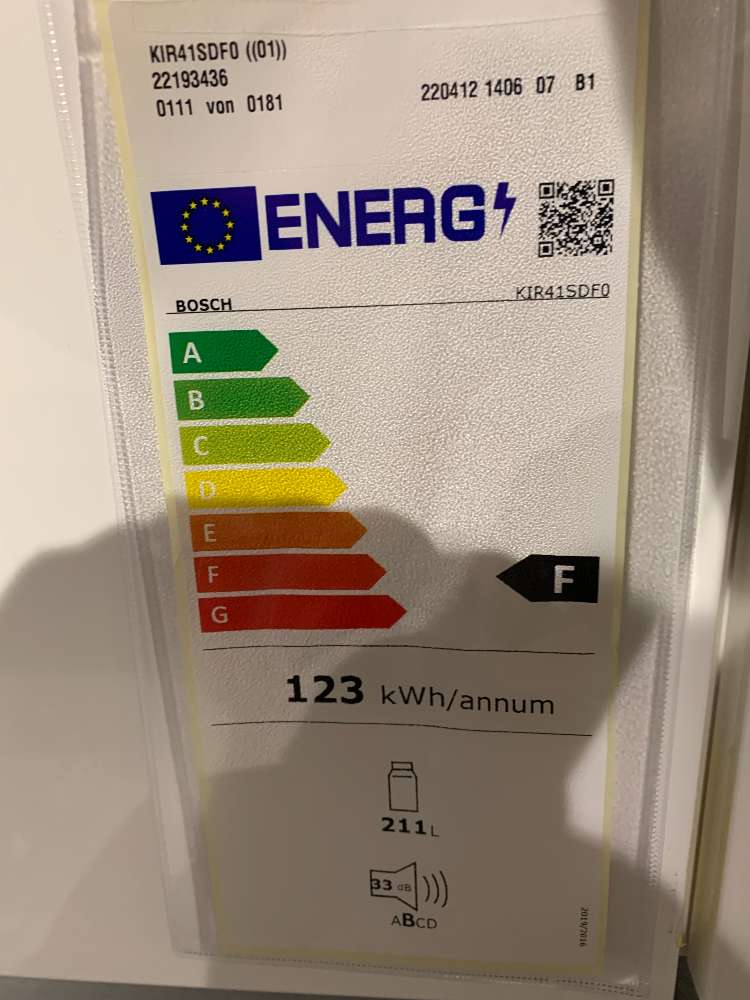 KIR41SDF0 ((01))
22193436
0111 von 0181
220412 1406 07 B1
ENERG
BOSCH
KIR41SDF0
A
B
C
D
E
F
G
F
123 kWh/annum
211L
33 dB
ABCD
2019/2016